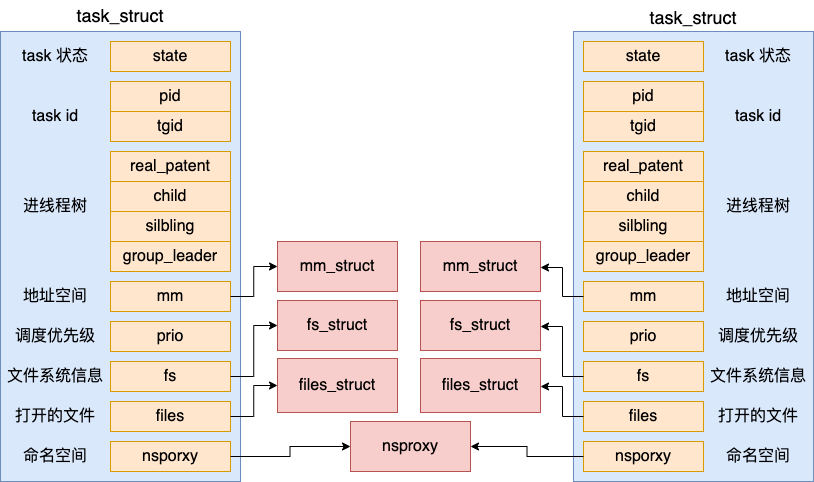 task_struct
task 状态
state
task id
pid
tgid
进线程树
real_patent
child
silbling
group_leader
地址空间
mm
调度优先级
prio
文件系统信息
fs
打开的文件
files
命名空间
nsporxy
mm_struct
mm_struct
fs_struct
fs_struct
files_struct
files_struct
nsproxy
task_struct
state
task 状态
pid
tgid
task id
real_patent
child
silbling
group_leader
进线程树
mm
地址空间
prio
调度优先级
fs
文件系统信息
files
打开的文件
nsporxy
命名空间